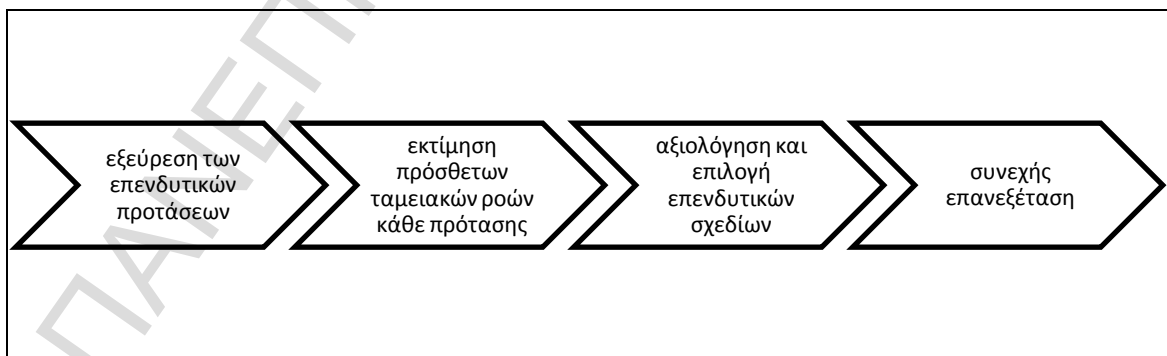 εξεύρεση των
επενδυτικών
προτάσεων
εκτίμηση
πρόσθετων
ταμειακών ροών
κάθε πρότασης
αξιολόγηση και
επιλογή
επενδυτικών
σχεδίων
συνεχής
επανεξέταση